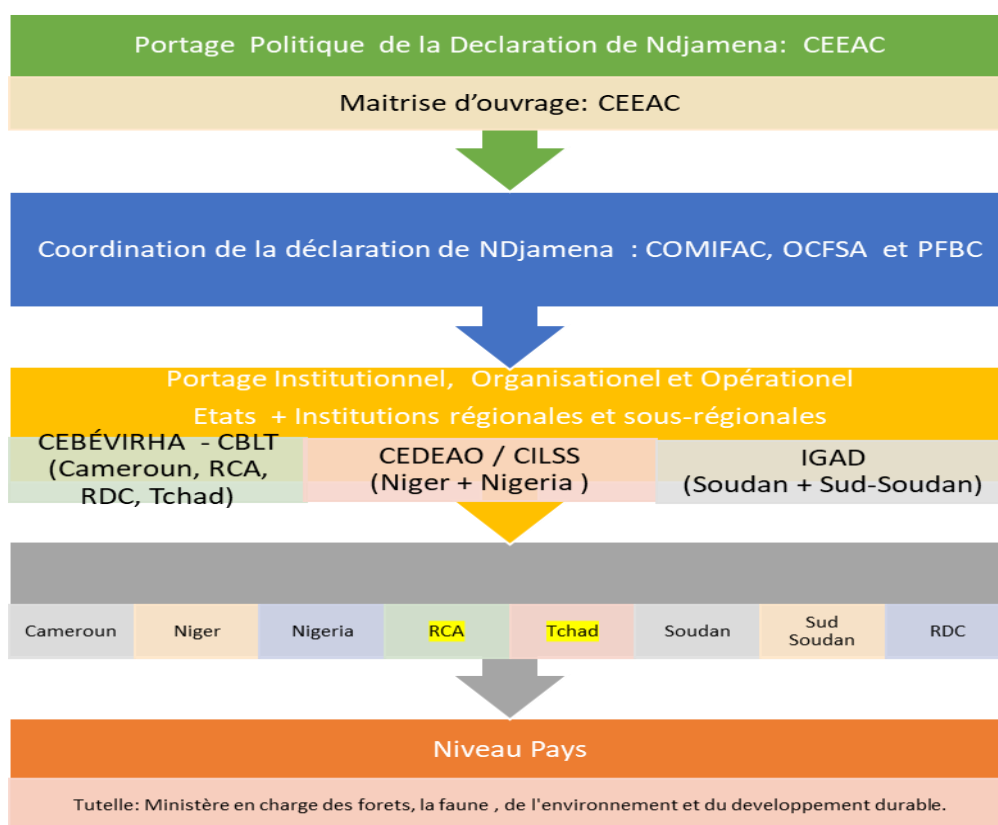 Portage Politique de la Declaration de Ndjamena: CEEAC
Maitrise d’ouvrage: CEEAC
Coordination de la déclaration de NDjamena : COMIFAC, OCFSA et PFBC
Portage Institutionnel, Organisationel et Opérationel
Etats + Institutions régionales et sous-régionales
CEBÉVIRHA - CBLT
(Cameroun, RCA,
RDC, Tchad)
CEDEAO / CILSS
(Niger + Nigeria )
IGAD
(Soudan + Sud-Soudan)
Cameroun
Niger
Nigeria
RCA
Tchad
Soudan
Sud
Soudan
RDC
Niveau Pays
Tutelle: Ministère en charge des forets, la faune , de l'environnement et du developpement durable.